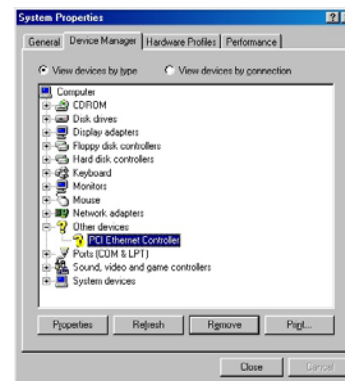 System Properties
General Device Manager Hardware Profiles Performance
View devices by type View devices by connection
Computer
CDROM
Disk drives
Display adapters
Floppy disk controllers
Hard disk controllers
Keyboard
Monitors
Mouse
Network adapters
Other devices
PCI Ethernet Controller
Ports (COM & LPT)
Sound, video and game controllers
System devices
Properties Refresh Remove Print...
Close Cancel